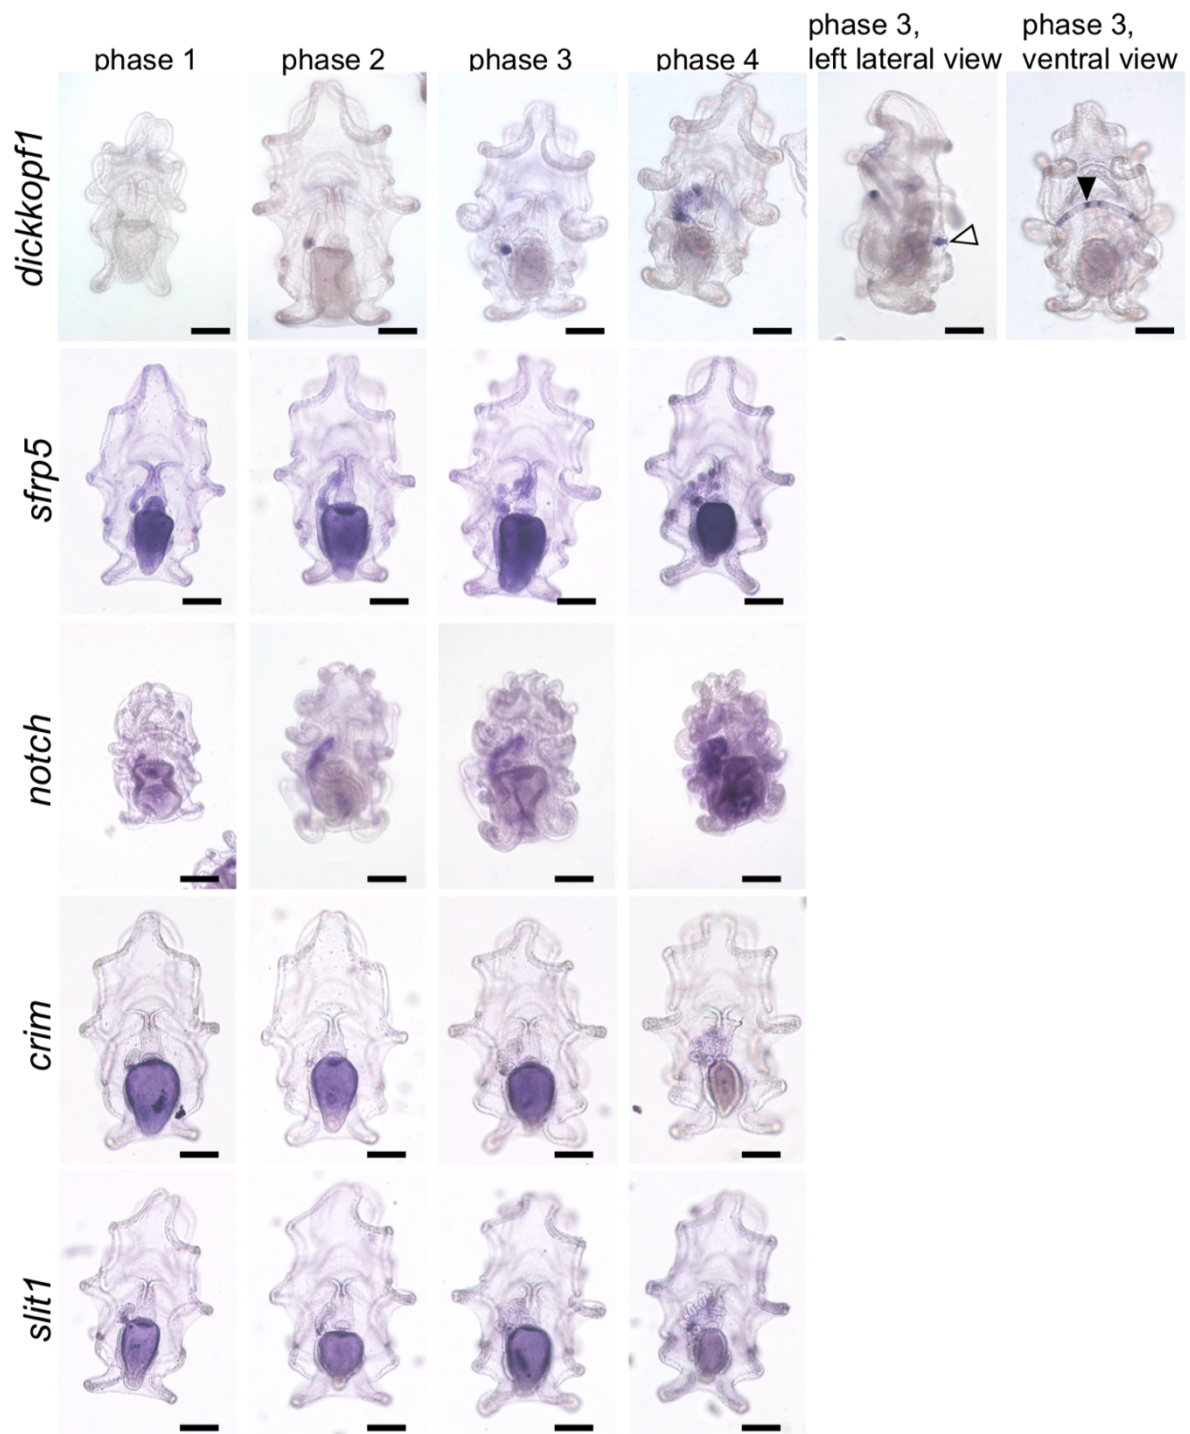 phase 1
phase 2
phase 3
phase 4
phase 3,
left lateral view
phase 3,
ventral view
dickkopf1
sfrp5
notch
crim
slit1